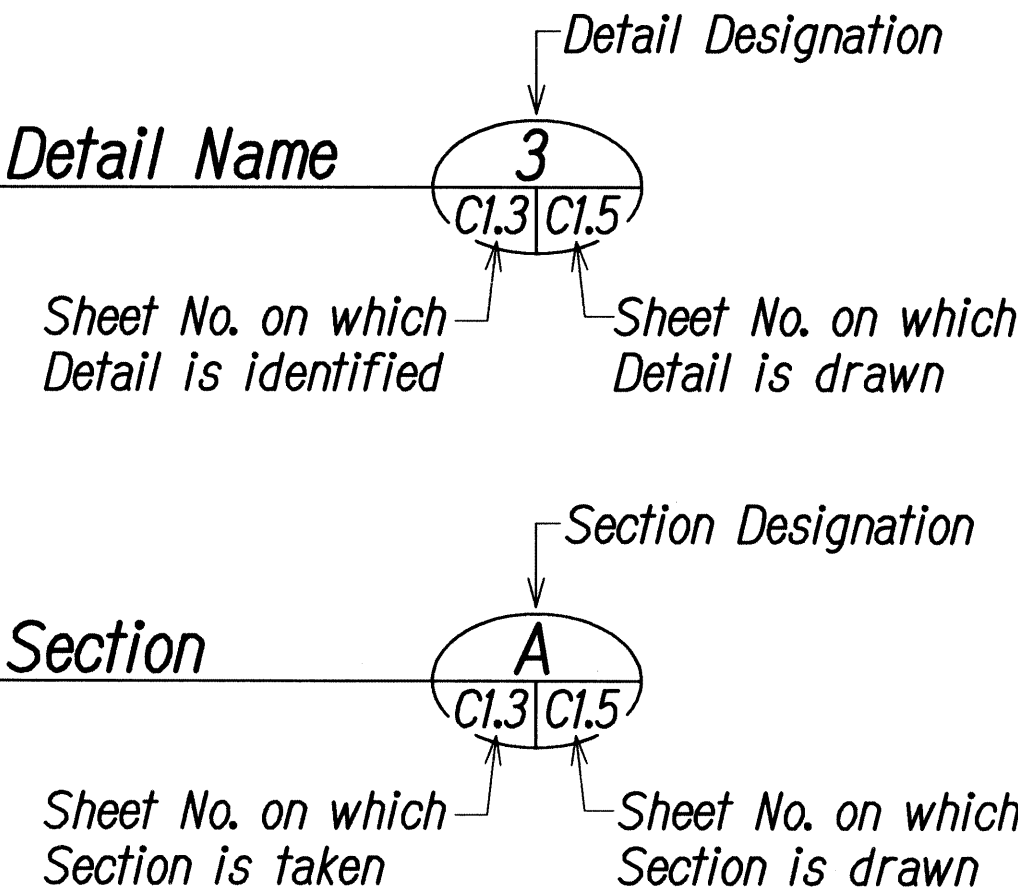 Detail Designation
Detail Name
3
C1.3 C1.5
Sheet No. on which
Detail is identified
Sheet No. on which
Detail is drawn
Section Designation
Section
A
C1.3 C1.5
Sheet No. on which
Section is taken
Sheet No. on which
Section is drawn